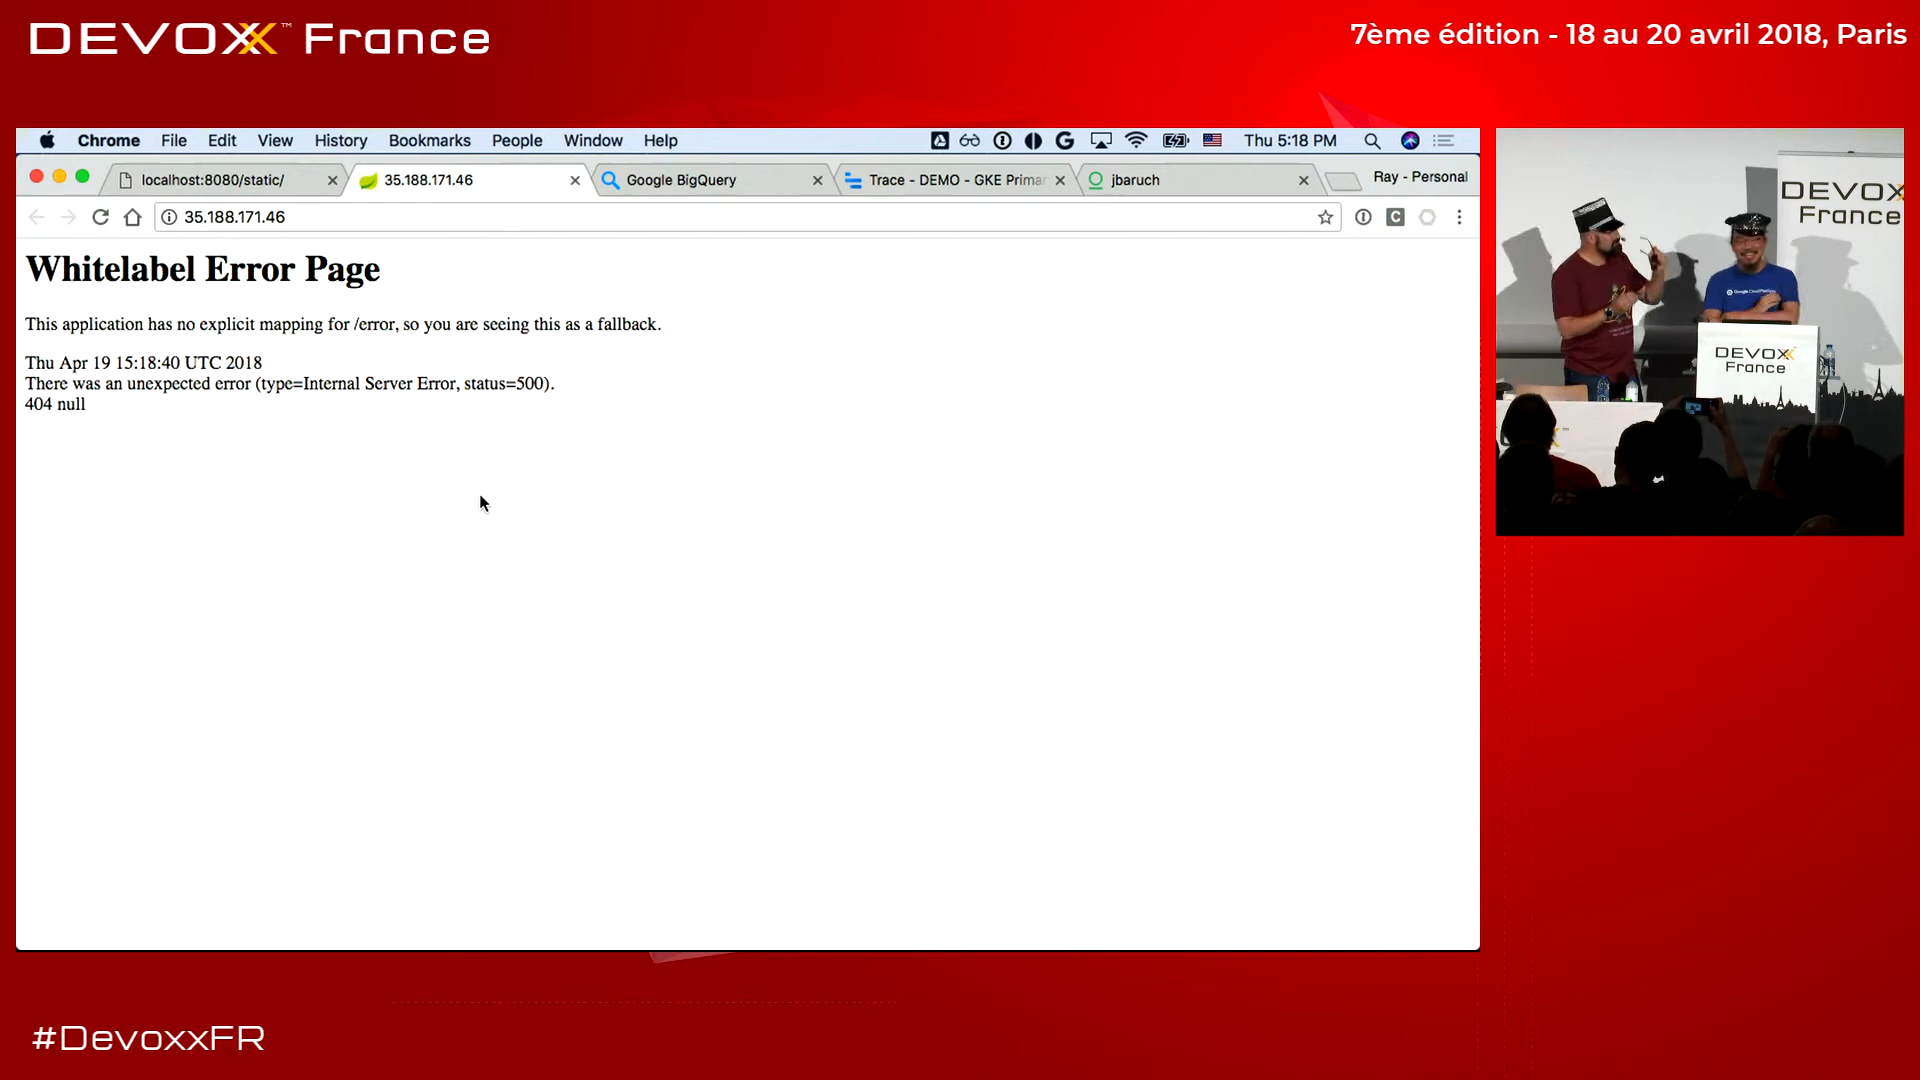 DEVOXX™ France
7ème édition - 18 au 20 avril 2018, Paris
Chrome File Edit View History Bookmarks People Window Help Thu 5:18 PM
localhost:8080/static/ 35.188.171.46 Google BigQuery Trace - DEMO - GKE Primar jbaruch Ray - Personal
35.188.171.46
Whitelabel Error Page
This application has no explicit mapping for /error, so you are seeing this as a fallback.
Thu Apr 19 15:18:40 UTC 2018
There was an unexpected error (type=Internal Server Error, status=500).
404 null
DEVOXX
France
Google Cloud Platform
DEVOXX
France
#DevoxxFR